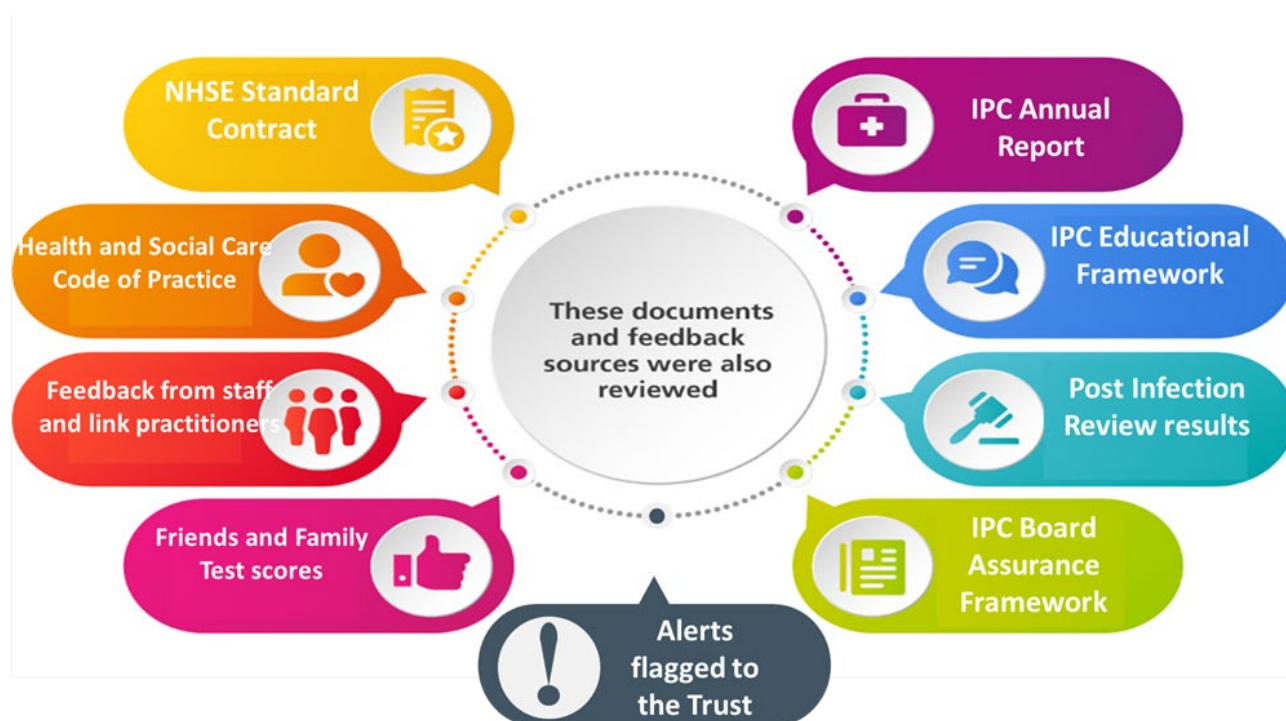 NHSE Standard
Contract
IPC Annual
Report
Health and Social Care
Code of Practice
IPC Educational
Framework
These documents
and feedback
sources were also
reviewed
Feedback from staff
and link practitioners
Post Infection
Review results
Friends and Family
Test scores
IPC Board
Assurance
Framework
Alerts
flagged to
the Trust